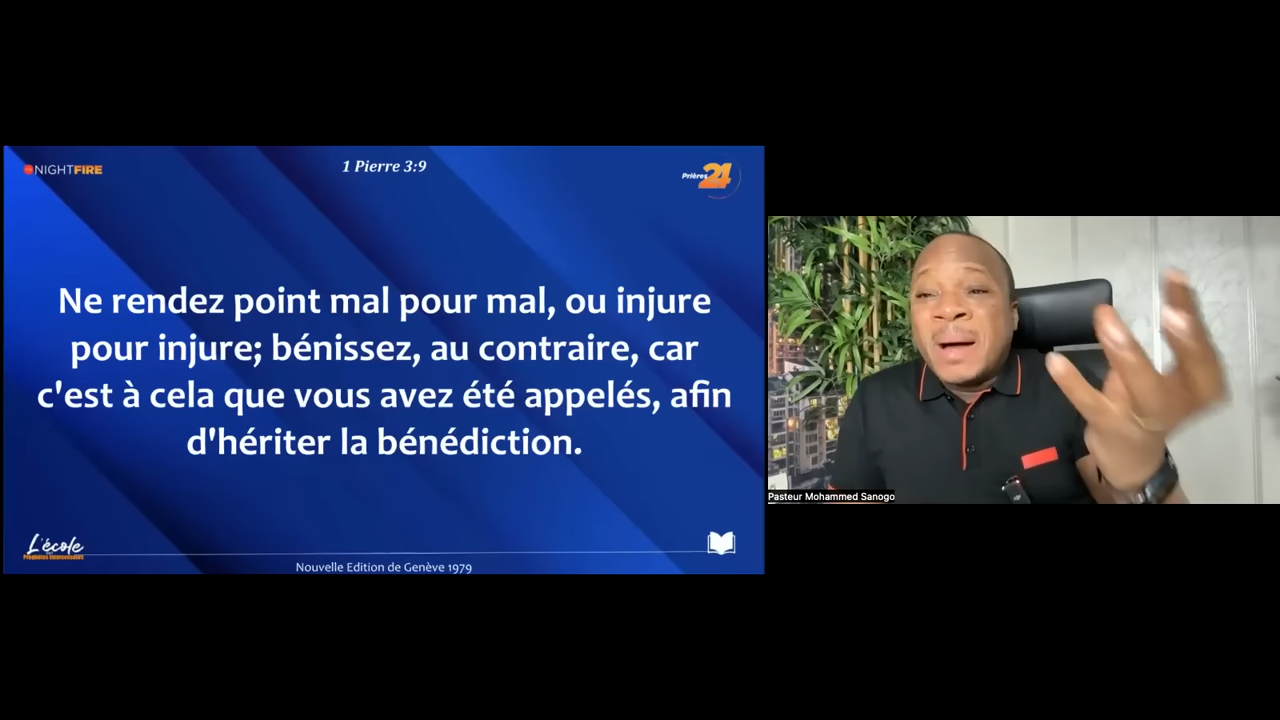 NIGHTFIRE
1 Pierre 3:9
Prières 24
Ne rendez point mal pour mal, ou injure
pour injure; bénissez, au contraire, car
c'est à cela que vous avez été appelés, afin
d'hériter la bénédiction.
L'école
Nouvelle Edition de Genève 1979
Pasteur Mohammed Sanogo